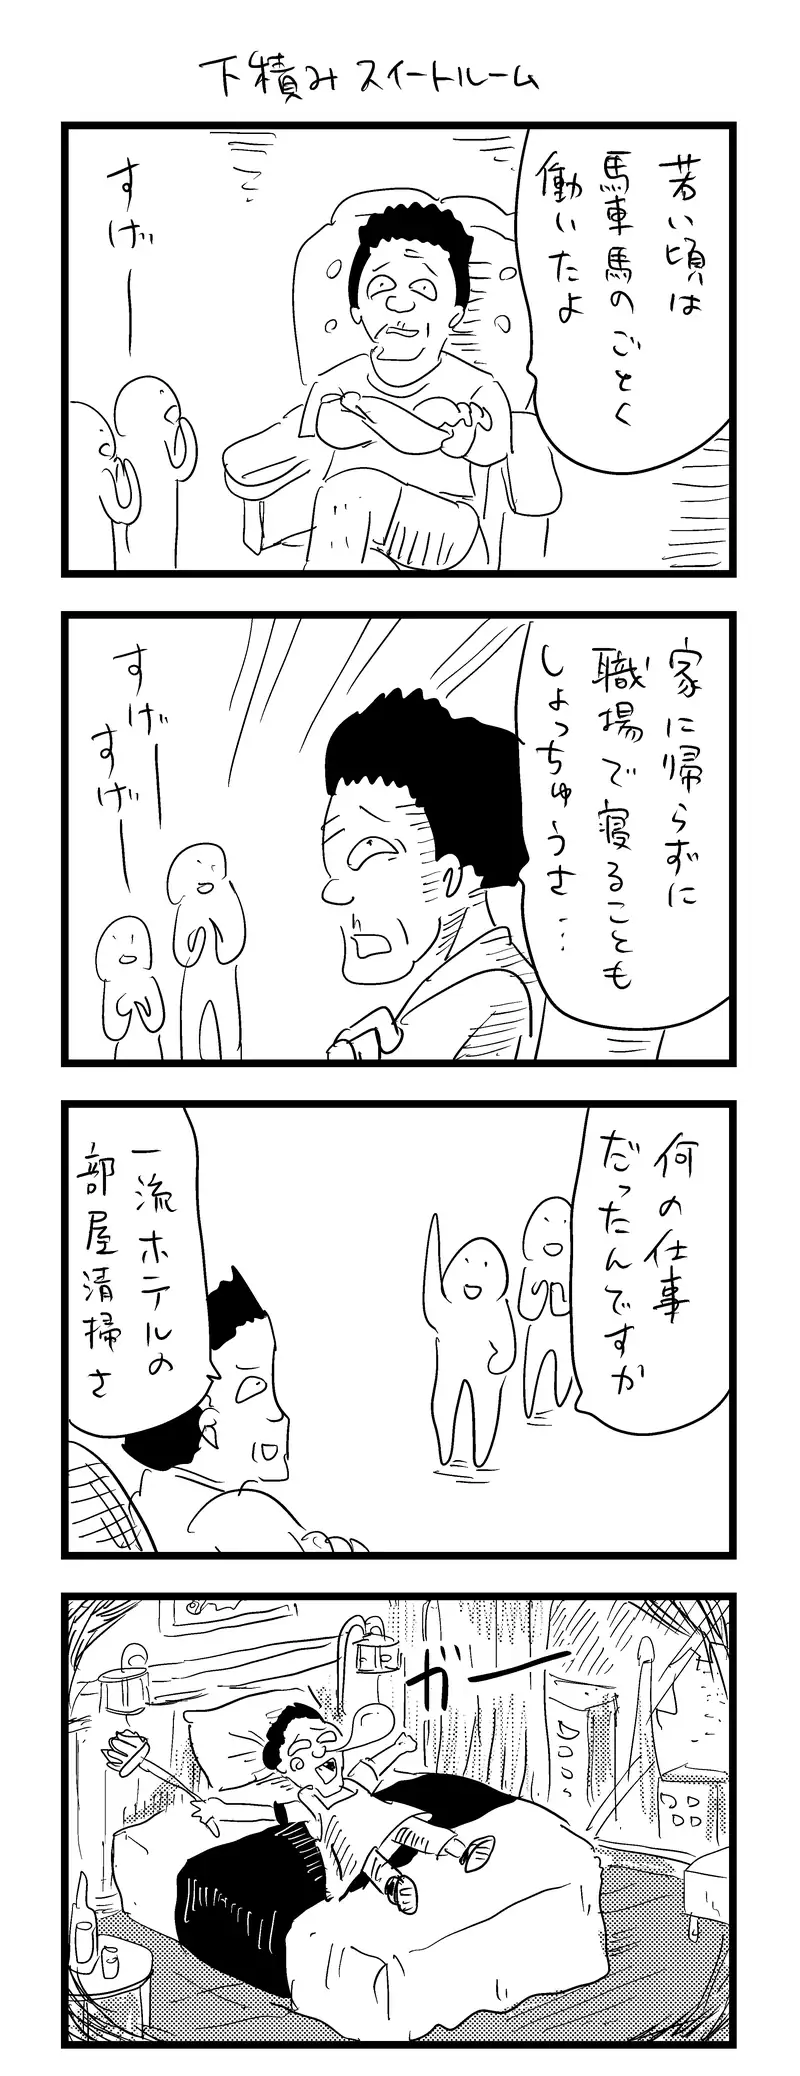 下積みスイートルーム
若い頃は
馬車馬のごとく
働いたよ
すげー
家に帰らずに
職場で寝ることも
しょっちゅうさ…
すげー
すげー
何の仕事
だったんですか
一流ホテルの
部屋清掃さ
ガー